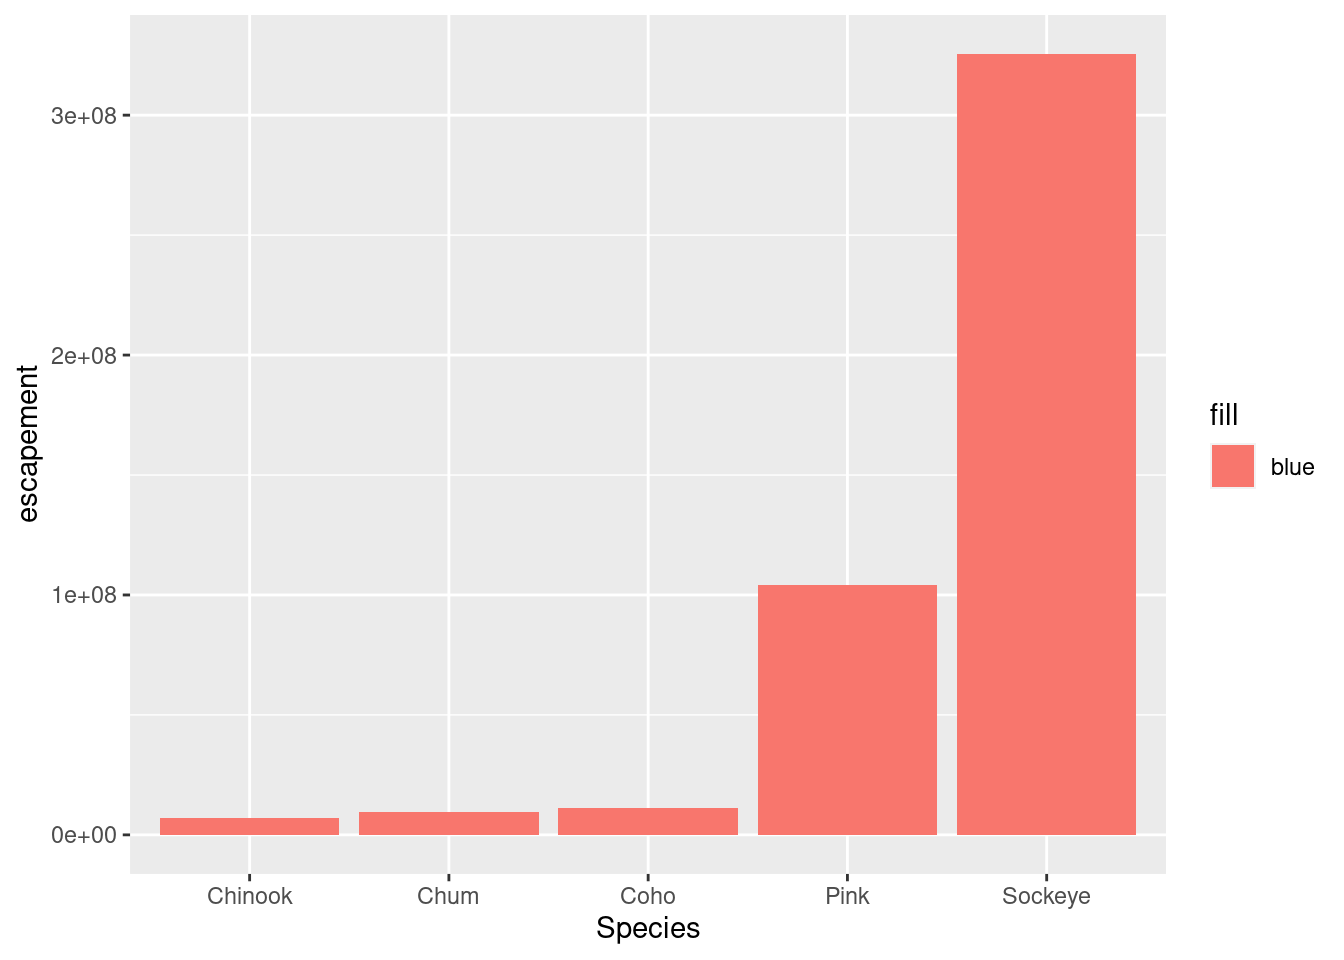 escapement
3e+08
2e+08
1e+08
0e+00
Chinook
Chum
Coho
Pink
Sockeye
Species
fill
blue